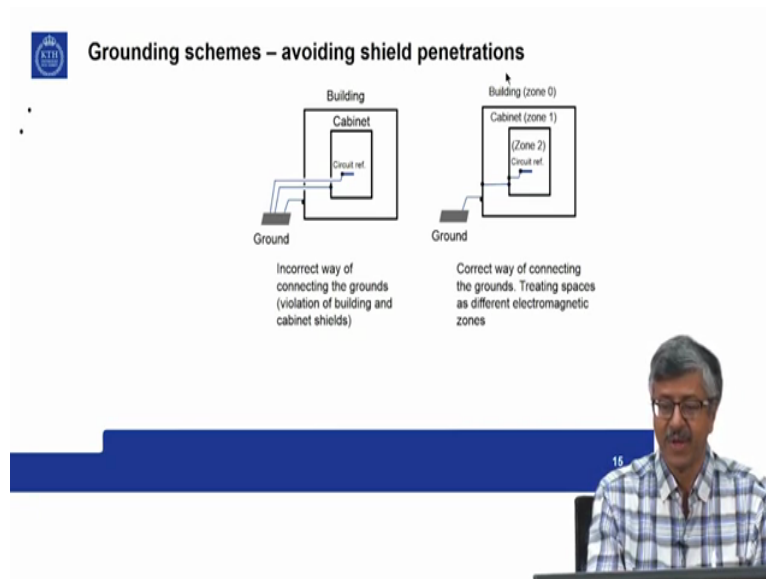 KTH
Grounding schemes – avoiding shield penetrations
Building
Cabinet
Circuit ref.
Ground
Incorrect way of
connecting the grounds
(violation of building and
cabinet shields)
Building (zone 0)
Cabinet (zone 1)
(Zone 2)
Circuit ref.
Ground
Correct way of connecting
the grounds. Treating spaces
as different electromagnetic
zones
15